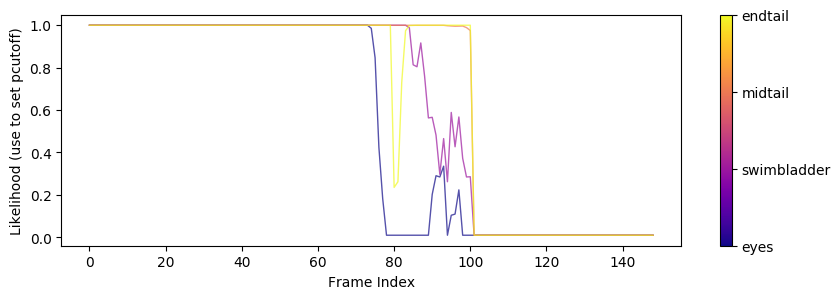 Likelihood (use to set pcutoff)
1.0
0.8
0.6
0.4
0.2
0.0
0 20 40 60 80 100 120 140
Frame Index
endtail
midtail
swimbladder
eyes